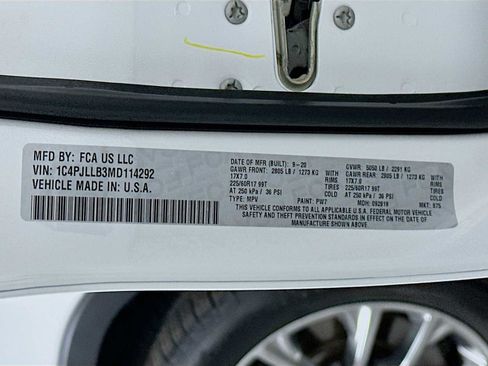 MFD BY: FCA US LLC
VIN: 1C4PJLLB3MD114292
VEHICLE MADE IN: U.S.A.
DATE OF MFR (BUILT): 9-20
GVWR: 5050 LB / 2291 KG
GAWR FRONT: 2805 LB / 1273 KG
WITH RIMS
GAWR REAR: 2805 LB / 1273 KG
WITH RIMS
17X7.0
17X7.0
225/60R17 99T
225/60R17 99T
COLD
AT 250 kPa / 36 PSI
COLD
AT 250 kPa / 36 PSI
TYPE: MPV
PAINT: PW7
MDH: 092919
MKT: 875
THIS VEHICLE CONFORMS TO ALL APPLICABLE U.S.A. FEDERAL MOTOR VEHICLE
SAFETY AND THEFT PREVENTION STANDARDS IN EFFECT ON THE DATE OF
MANUFACTURE SHOWN ABOVE